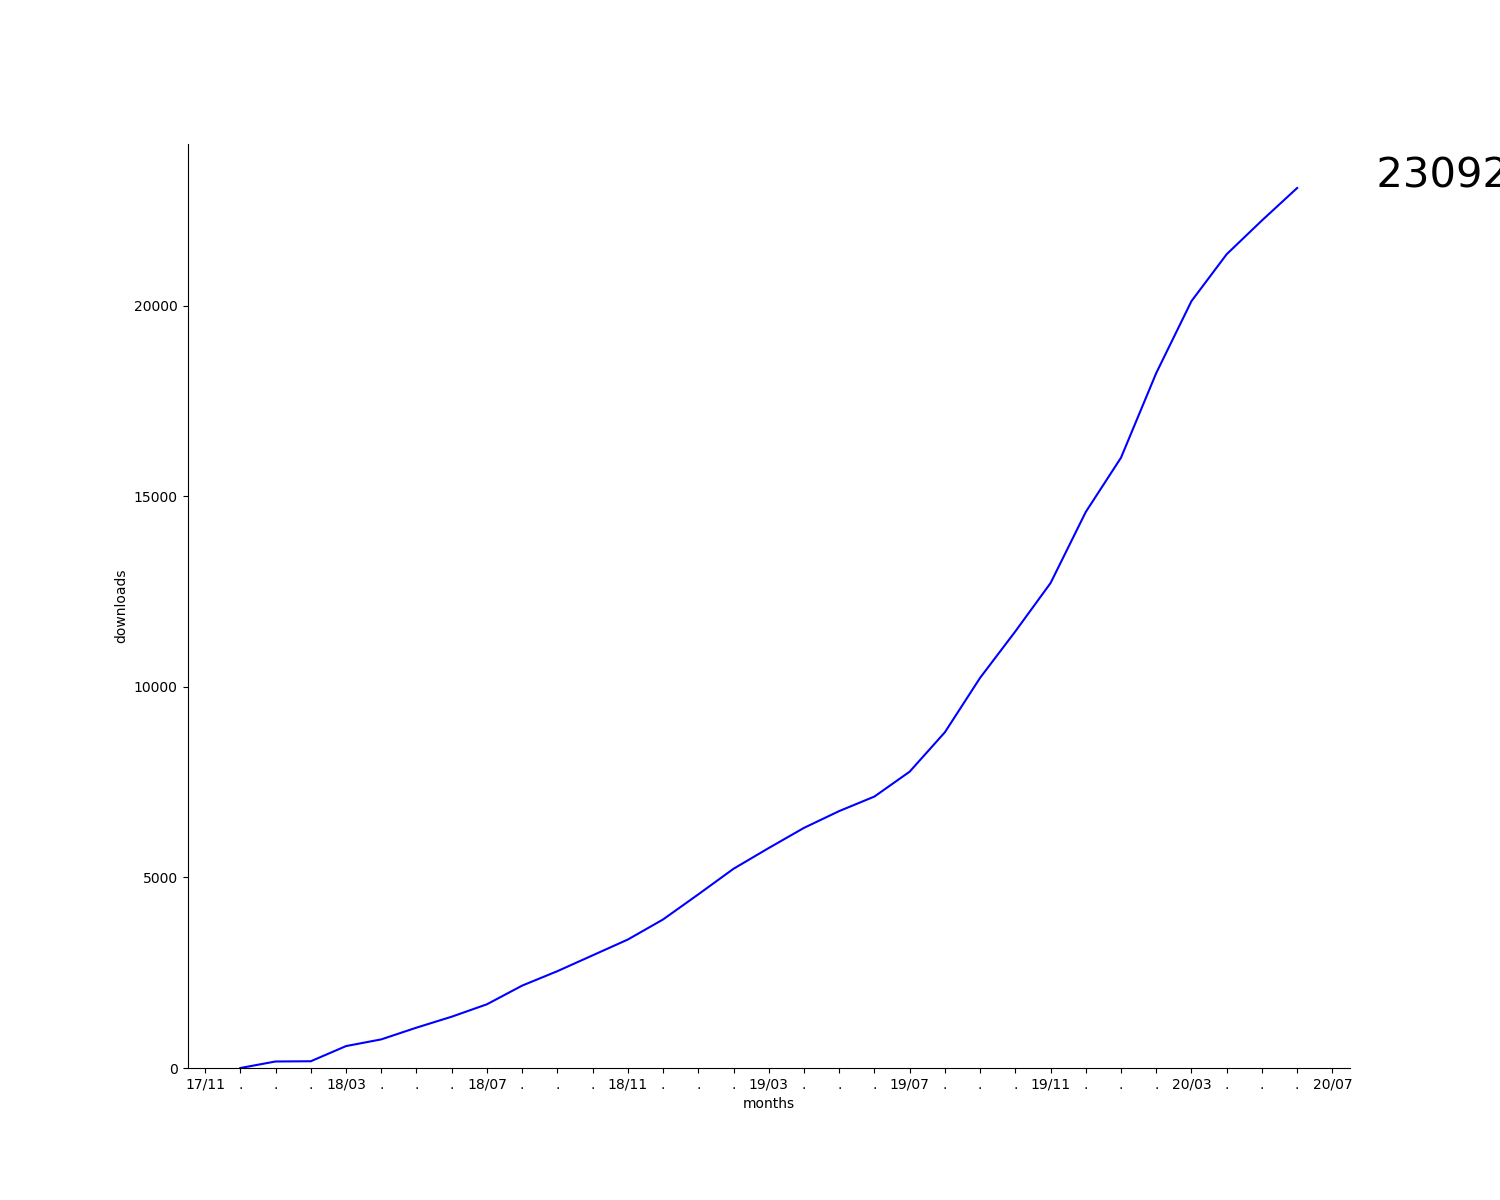 23092
20000
15000
downloads
10000
5000
0
17/11 . . . 18/03 . . . 18/07 . . . 18/11 . . . 19/03 . . . 19/07 . . . 19/11 . . . 20/03 . . . 20/07
months